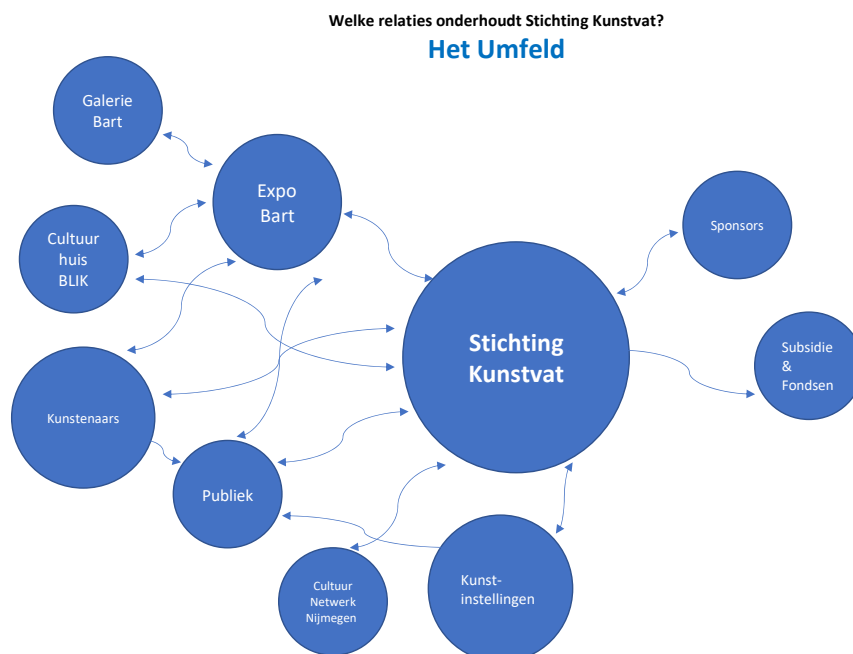 Welke relaties onderhoudt Stichting Kunstvat?
Het Umfeld
Galerie
Bart
Expo
Bart
Cultuur
huis
BLIK
Sponsors
Stichting
Kunstvat
Subsidie
&
Fondsen
Kunstenaars
Publiek
Cultuur
Netwerk
Nijmegen
Kunst-
instellingen